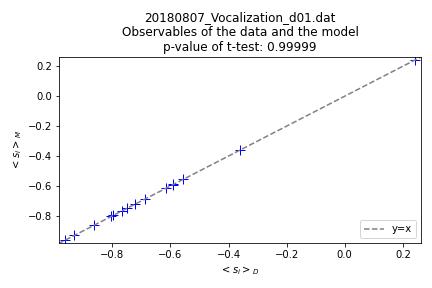 20180807_Vocalization_d01.dat
Observables of the data and the model
p-value of t-test: 0.99999
0.2
0.0
−0.2
−0.4
−0.6
−0.8
< s_i >_M
y=x
−0.8 −0.6 −0.4 −0.2 0.0 0.2
< s_i >_D